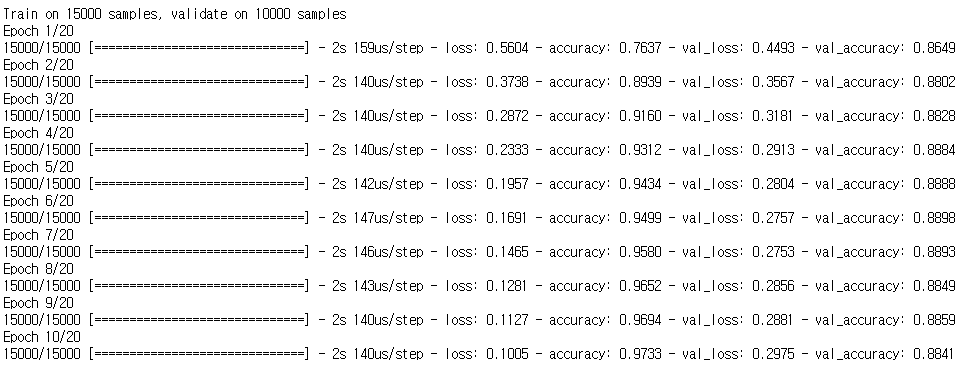 Train on 15000 samples, validate on 10000 samples
Epoch 1/20
15000/15000 [==============================] - 2s 159us/step - loss: 0.5604 - accuracy: 0.7637 - val_loss: 0.4493 - val_accuracy: 0.8649
Epoch 2/20
15000/15000 [==============================] - 2s 140us/step - loss: 0.3738 - accuracy: 0.8939 - val_loss: 0.3567 - val_accuracy: 0.8802
Epoch 3/20
15000/15000 [==============================] - 2s 140us/step - loss: 0.2872 - accuracy: 0.9160 - val_loss: 0.3181 - val_accuracy: 0.8828
Epoch 4/20
15000/15000 [==============================] - 2s 140us/step - loss: 0.2333 - accuracy: 0.9312 - val_loss: 0.2913 - val_accuracy: 0.8884
Epoch 5/20
15000/15000 [==============================] - 2s 142us/step - loss: 0.1957 - accuracy: 0.9434 - val_loss: 0.2804 - val_accuracy: 0.8888
Epoch 6/20
15000/15000 [==============================] - 2s 147us/step - loss: 0.1691 - accuracy: 0.9499 - val_loss: 0.2757 - val_accuracy: 0.8898
Epoch 7/20
15000/15000 [==============================] - 2s 146us/step - loss: 0.1465 - accuracy: 0.9580 - val_loss: 0.2753 - val_accuracy: 0.8893
Epoch 8/20
15000/15000 [==============================] - 2s 143us/step - loss: 0.1281 - accuracy: 0.9652 - val_loss: 0.2856 - val_accuracy: 0.8849
Epoch 9/20
15000/15000 [==============================] - 2s 140us/step - loss: 0.1127 - accuracy: 0.9694 - val_loss: 0.2881 - val_accuracy: 0.8859
Epoch 10/20
15000/15000 [==============================] - 2s 140us/step - loss: 0.1005 - accuracy: 0.9733 - val_loss: 0.2975 - val_accuracy: 0.8841